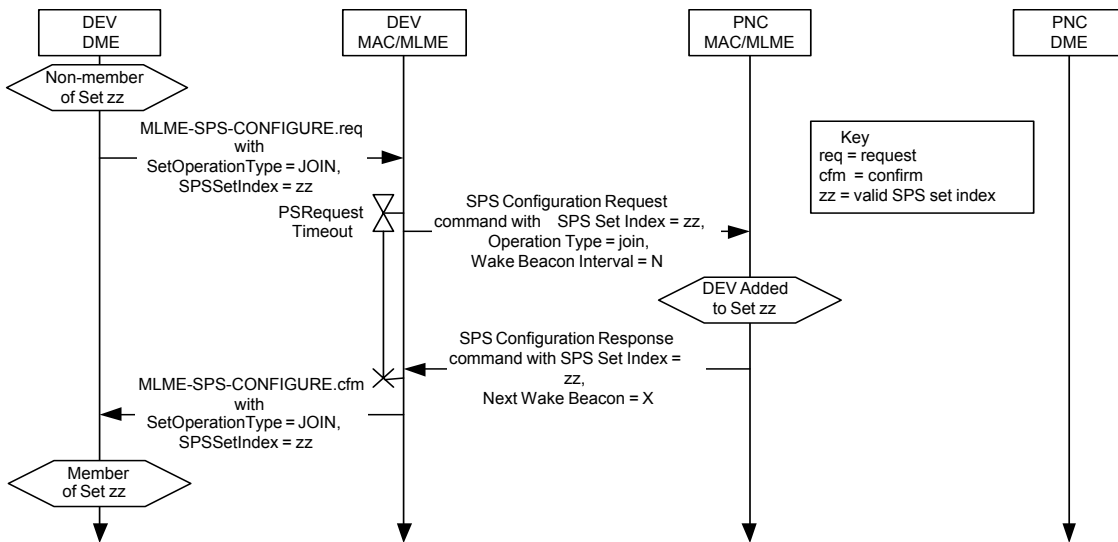 DEV
DME
DEV
MAC/MLME
PNC
MAC/MLME
PNC
DME
Non-member
of Set zz
MLME-SPS-CONFIGURE.req
with
SetOperationType = JOIN,
SPSSetIndex = zz
Key
req = request
cfm = confirm
zz = valid SPS set index
PSRequest
Timeout
SPS Configuration Request
command with SPS Set Index = zz,
Operation Type = join,
Wake Beacon Interval = N
DEV Added
to Set zz
SPS Configuration Response
command with SPS Set Index =
zz,
Next Wake Beacon = X
MLME-SPS-CONFIGURE.cfm
with
SetOperationType = JOIN,
SPSSetIndex = zz
Member
of Set zz